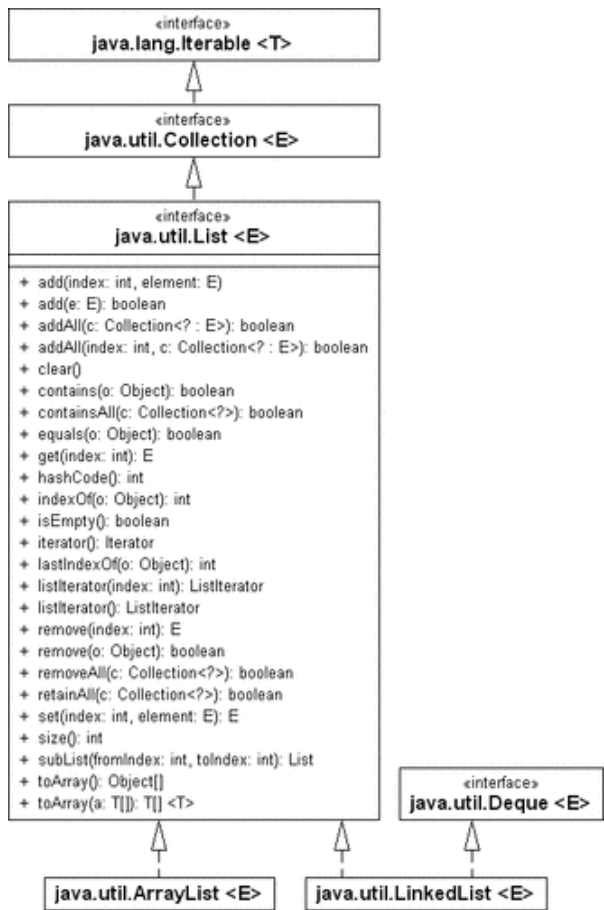 «interface»
java.lang.Iterable <T>
«interface»
java.util.Collection <E>
«interface»
java.util.List <E>
+ add(index: int, element: E)
+ add(e: E): boolean
+ addAll(c: Collection<? : E>): boolean
+ addAll(index: int, c: Collection<? : E>): boolean
+ clear()
+ contains(o: Object): boolean
+ containsAll(c: Collection<?>): boolean
+ equals(o: Object): boolean
+ get(index: int): E
+ hashCode(): int
+ indexOf(o: Object): int
+ isEmpty(): boolean
+ iterator(): Iterator
+ lastIndexOf(o: Object): int
+ listIterator(index: int): ListIterator
+ listIterator(): ListIterator
+ remove(index: int): E
+ remove(o: Object): boolean
+ removeAll(c: Collection<?>): boolean
+ retainAll(c: Collection<?>): boolean
+ set(index: int, element: E): E
+ size(): int
+ subList(fromIndex: int, toIndex: int): List
+ toArray(): Object[]
+ toArray(a: T[]): T[] <T>
«interface»
java.util.Deque <E>
java.util.ArrayList <E>
java.util.LinkedList <E>